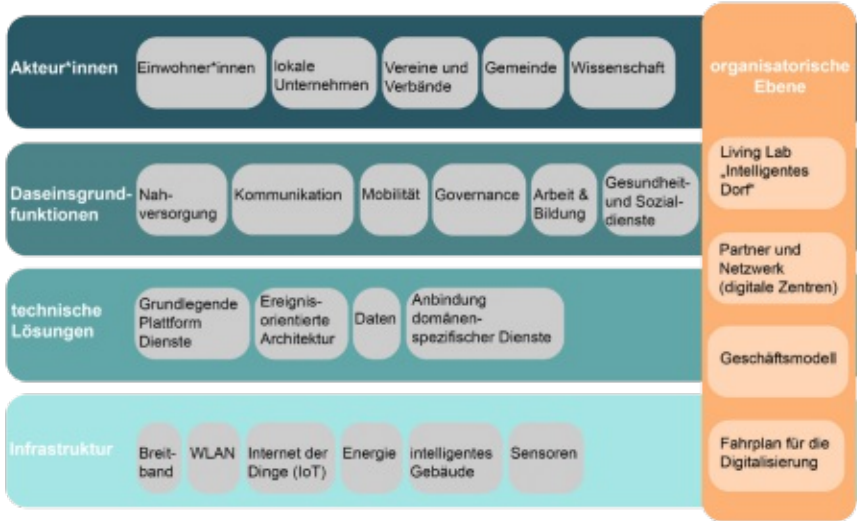 Akteur*innen
Einwohner*innen
lokale
Unternehmen
Vereine und
Verbände
Gemeinde
Wissenschaft
Daseinsgrund-
funktionen
Nah-
versorgung
Kommunikation
Mobilität
Governance
Arbeit &
Bildung
Gesundheit-
und Sozial-
dienste
technische
Lösungen
Grundlegende
Plattform
Dienste
Ereignis-
orientierte
Architektur
Daten
Anbindung
domänen-
spezifischer Dienste
Infrastruktur
Breit-
band
WLAN
Internet der
Dinge (IoT)
Energie
intelligentes
Gebäude
Sensoren
organisatorische
Ebene
Living Lab
„Intelligentes
Dorf"
Partner und
Netzwerk
(digitale Zentren)
Geschäftsmodell
Fahrplan für die
Digitalisierung